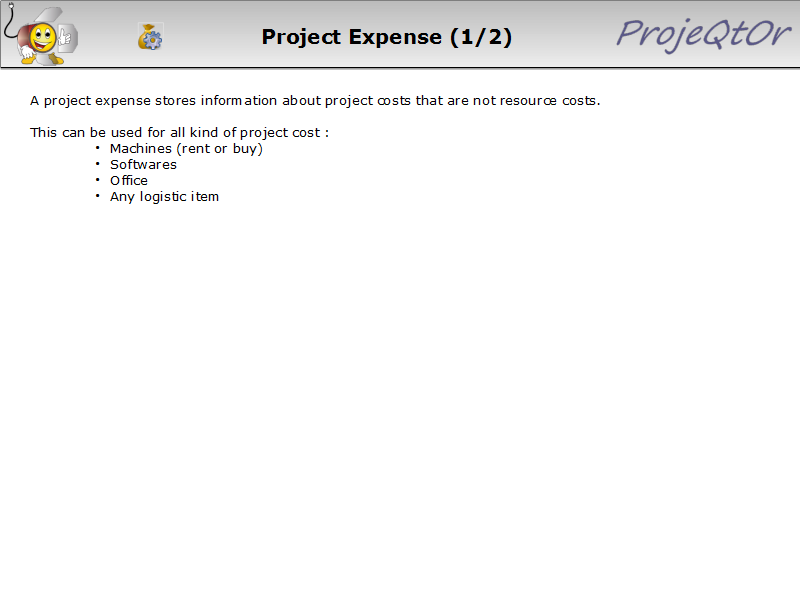 Project Expense (1/2)
ProjeQtOr
A project expense stores information about project costs that are not resource costs.
This can be used for all kind of project cost :
• Machines (rent or buy)
• Softwares
• Office
• Any logistic item